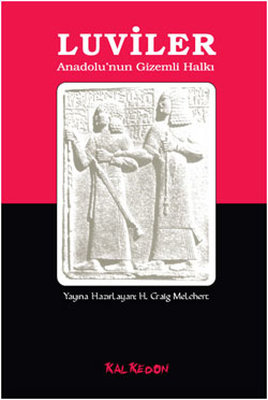 LUVİLER
Anadolu'nun Gizemli Halkı
Yayına Hazırlayan: H. Craig Melchert
KALKEDON